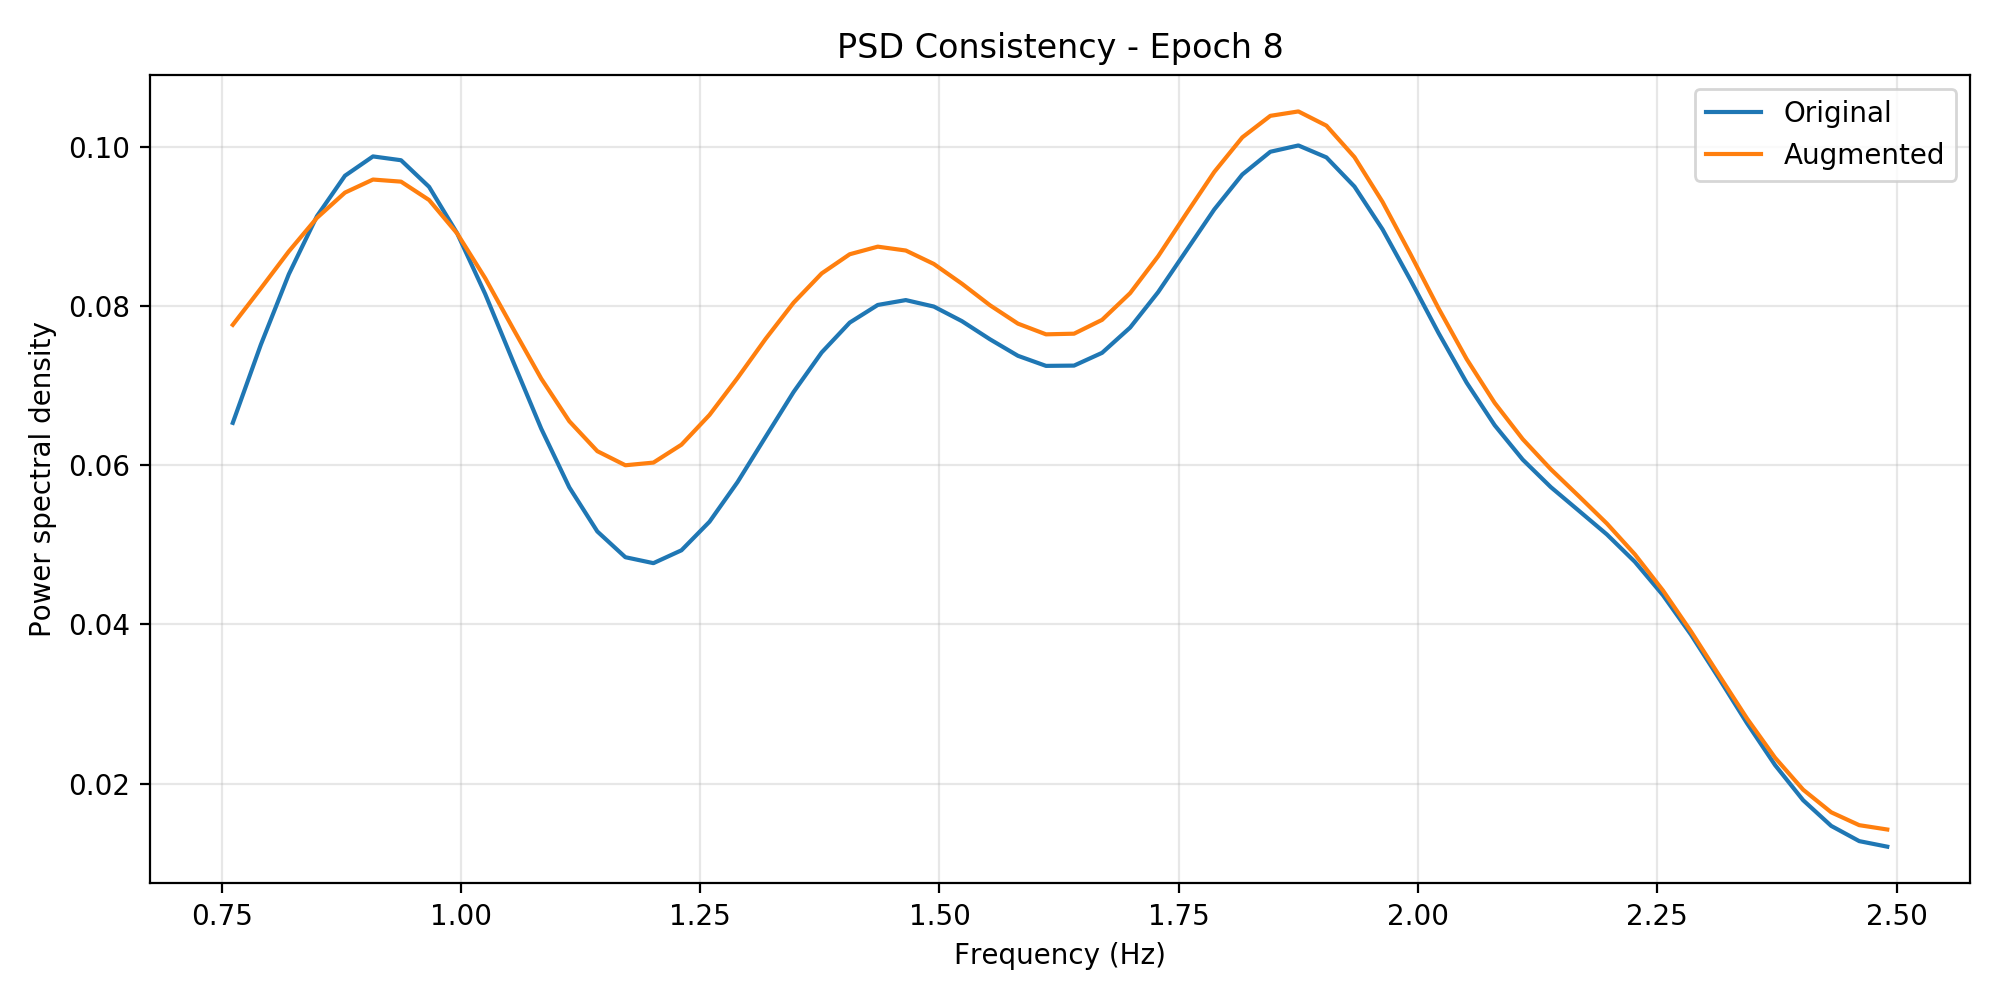 PSD Consistency - Epoch 8
Original
Augmented
Power spectral density
0.10
0.08
0.06
0.04
0.02
0.75 1.00 1.25 1.50 1.75 2.00 2.25 2.50
Frequency (Hz)